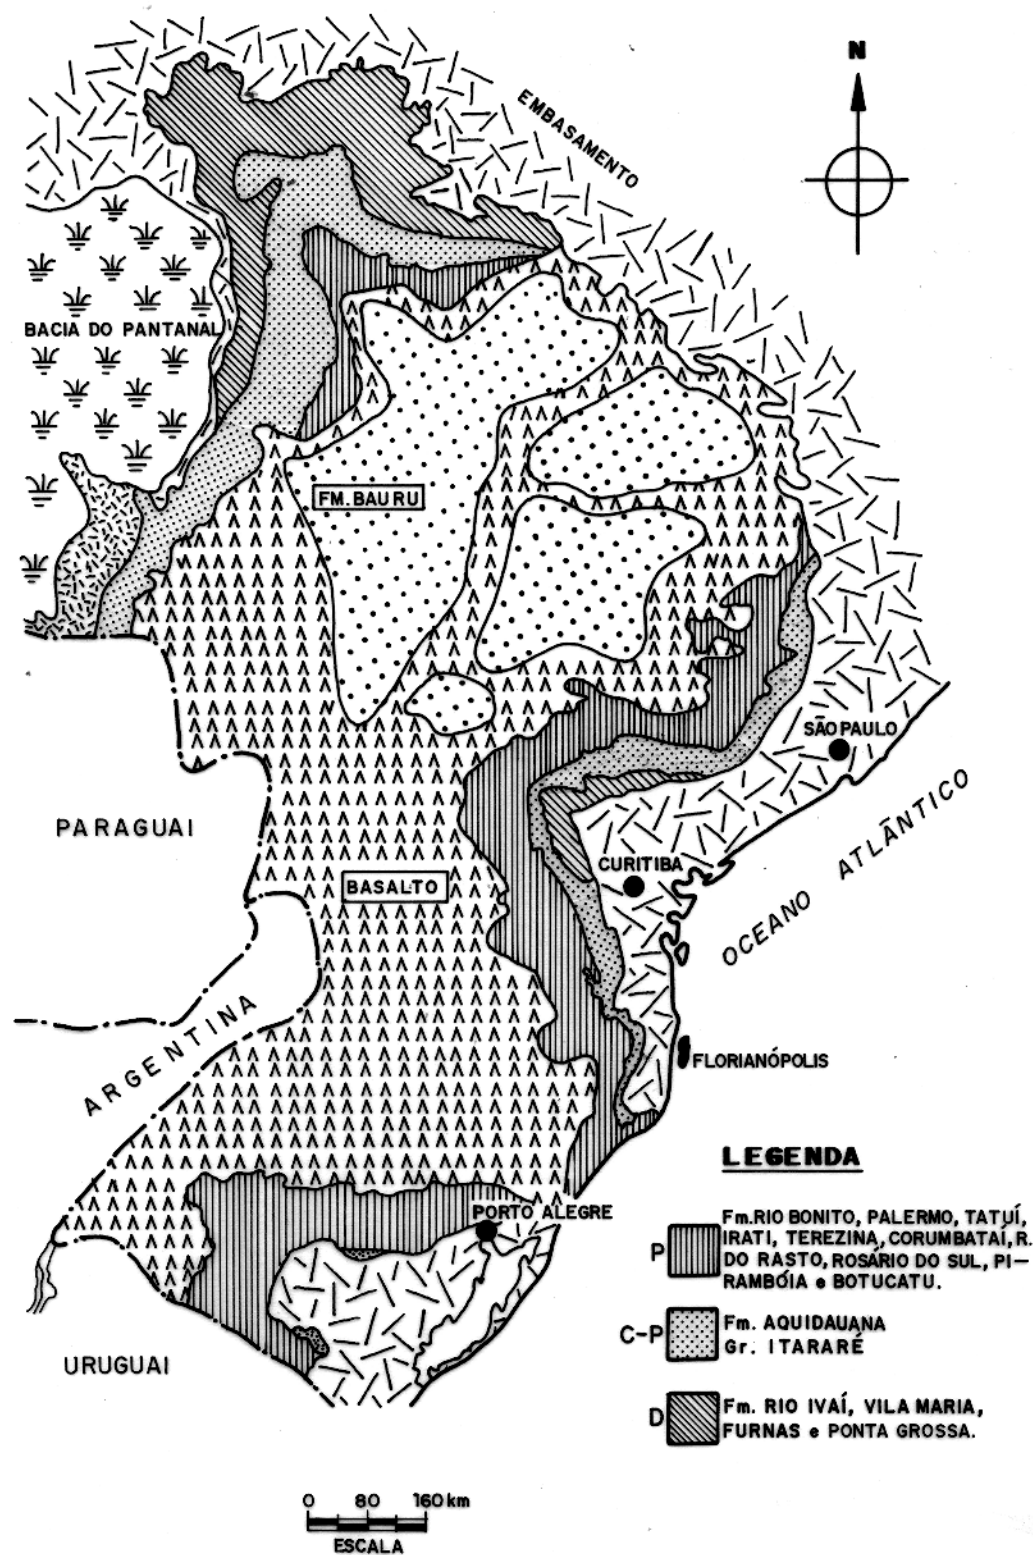 N
EMBASAMENTO
BACIA DO PANTANAL
FM. BAURU
SÃO PAULO
PARAGUAI
BASALTO
CURITIBA
OCEANO ATLÂNTICO
ARGENTINA
FLORIANÓPOLIS
PORTO ALEGRE
URUGUAI
LEGENDA
P
Fm. RIO BONITO, PALERMO, TATUÍ,
IRATI, TEREZINA, CORUMBATAÍ, R.
DO RASTO, ROSÁRIO DO SUL, PI-
RAMBÓIA e BOTUCATU.
C-P
Fm. AQUIDAUANA
Gr. ITARARÉ
D
Fm. RIO IVAÍ, VILA MARIA,
FURNAS e PONTA GROSSA.
0 80 160 km
ESCALA